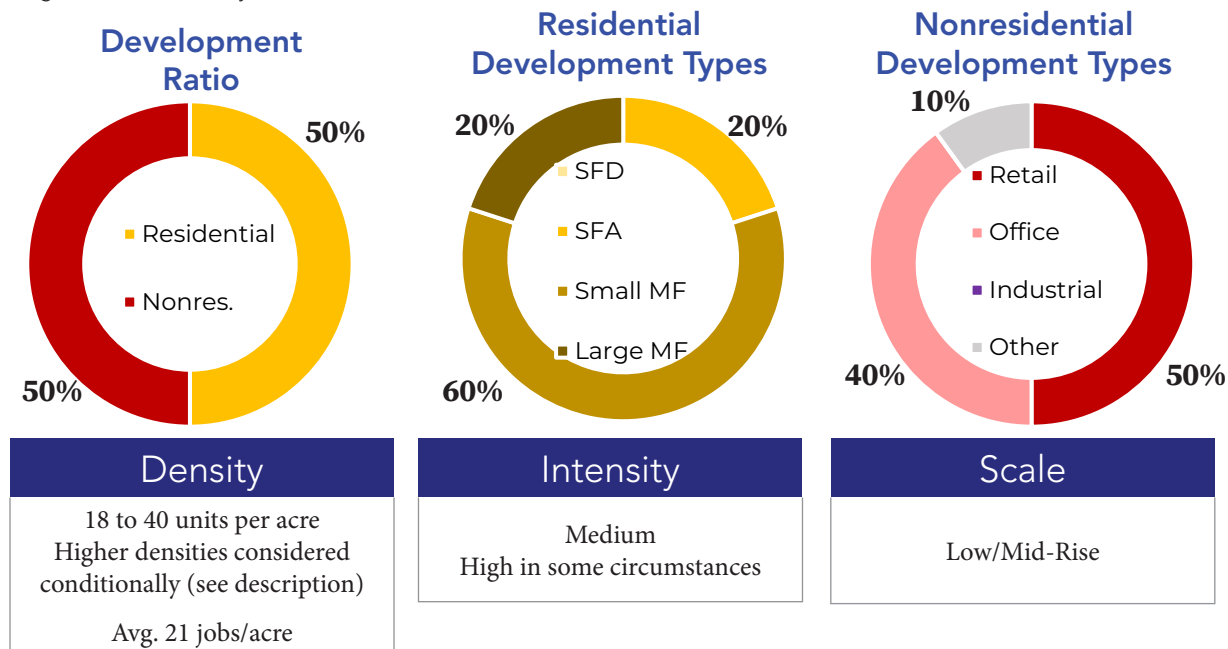 Development
Ratio
50%
Residential
Nonres.
50%
Residential
Development Types
20%
20%
SFD
SFA
Small MF
Large MF
60%
Nonresidential
Development Types
10%
Retail
Office
Industrial
Other
40%
50%
Density
18 to 40 units per acre
Higher densities considered
conditionally (see description)
Avg. 21 jobs/acre
Intensity
Medium
High in some circumstances
Scale
Low/Mid-Rise